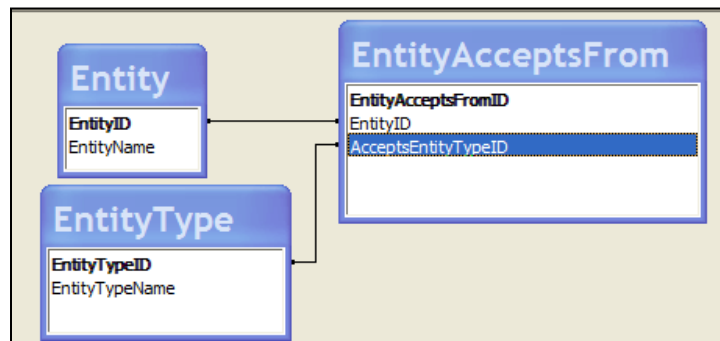 Entity
EntityID
EntityName
EntityAcceptsFrom
EntityAcceptsFromID
EntityID
AcceptsEntityTypeID
EntityType
EntityTypeID
EntityTypeName